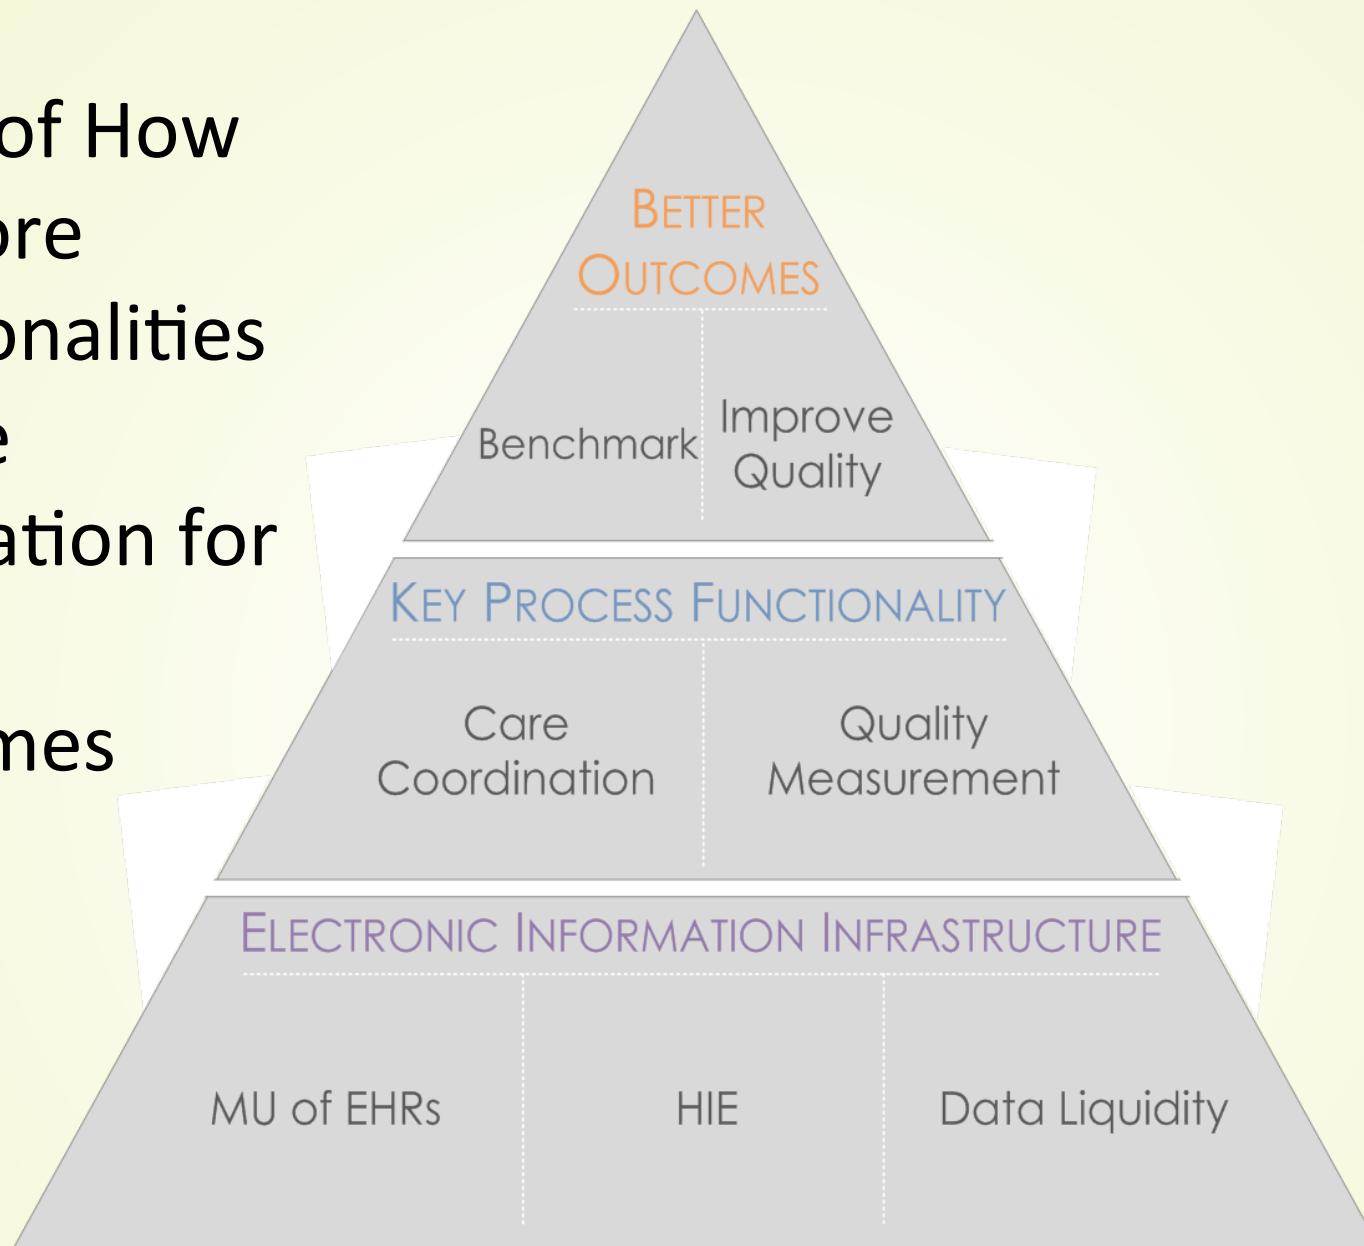 of How
ore
onalities
e
ation for
mes
BETTER
OUTCOMES
Benchmark
Improve
Quality
KEY PROCESS FUNCTIONALITY
Care
Coordination
Quality
Measurement
ELECTRONIC INFORMATION INFRASTRUCTURE
MU of EHRs
HIE
Data Liquidity